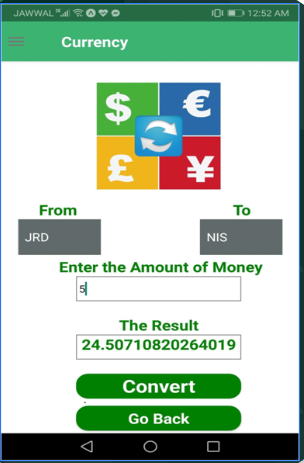 JAWWAL 12:52 AM
Currency
$ €
£ ¥
From To
JRD NIS
Enter the Amount of Money
5
The Result
24.50710820264019
Convert
Go Back